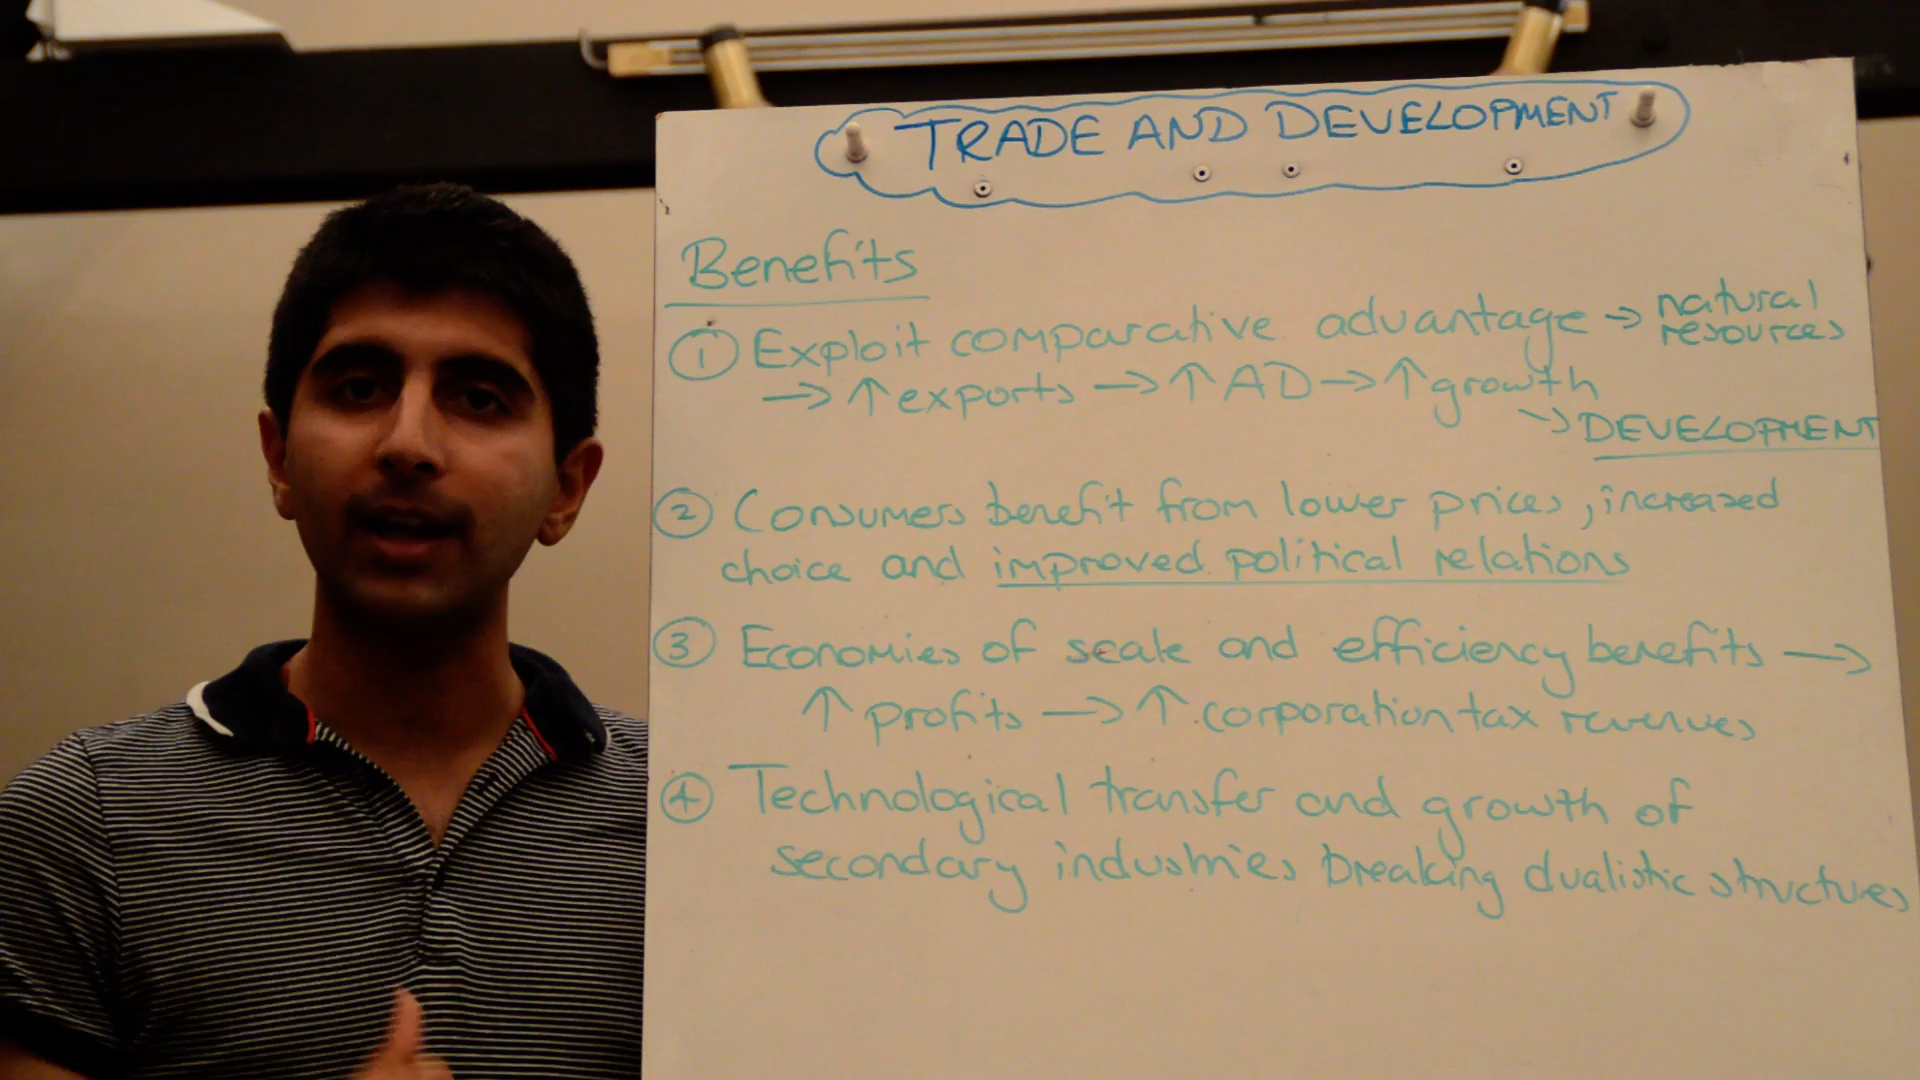 TRADE AND DEVELOPMENT
Benefits
① Exploit comparative advantage → natural resources
→ ↑ exports → ↑ AD → ↑ growth
→ DEVELOPMENT
② Consumers benefit from lower prices, increased
choice and improved political relations
③ Economies of scale and efficiency benefits →
↑ profits → ↑ corporation tax revenues
④ Technological transfer and growth of
secondary industries breaking dualistic structures